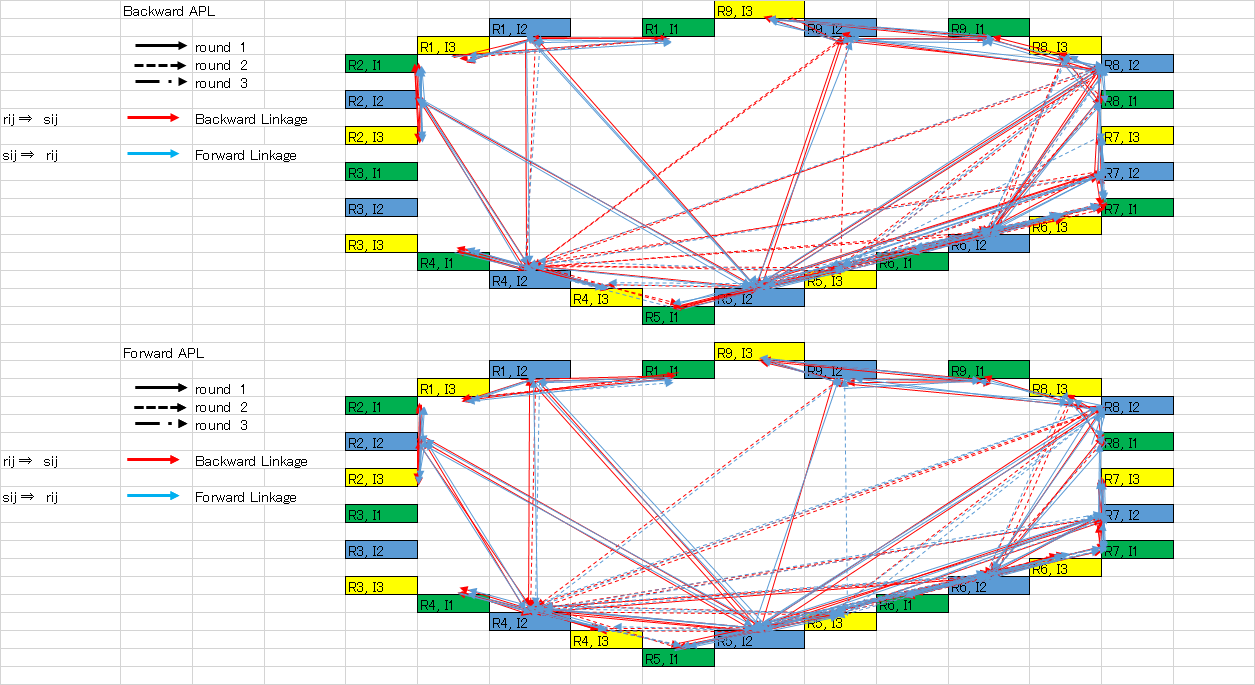 Backward APL
R9, I3
R1, I2
R1, I1
R9, I2
R9, I1
round 1
R1, I3
R8, I3
round 2
R2, I1
R8, I2
round 3
R2, I2
R8, I1
rij⇒ sij
Backward Linkage
R2, I3
R7, I3
sij⇒ rij
Forward Linkage
R3, I1
R7, I2
R3, I2
R7, I1
R6, I3
R3, I3
R6, I2
R4, I1
R6, I1
R4, I2
R5, I3
R4, I3
R5, I2
R5, I1
Forward APL
R9, I3
R1, I2
R1, I1
R9, I2
R9, I1
round 1
R1, I3
R8, I3
round 2
R2, I1
R8, I2
round 3
R2, I2
R8, I1
rij⇒ sij
Backward Linkage
R2, I3
R7, I3
sij⇒ rij
Forward Linkage
R3, I1
R7, I2
R3, I2
R7, I1
R6, I3
R3, I3
R6, I2
R4, I1
R6, I1
R4, I2
R5, I3
R4, I3
R5, I2
R5, I1